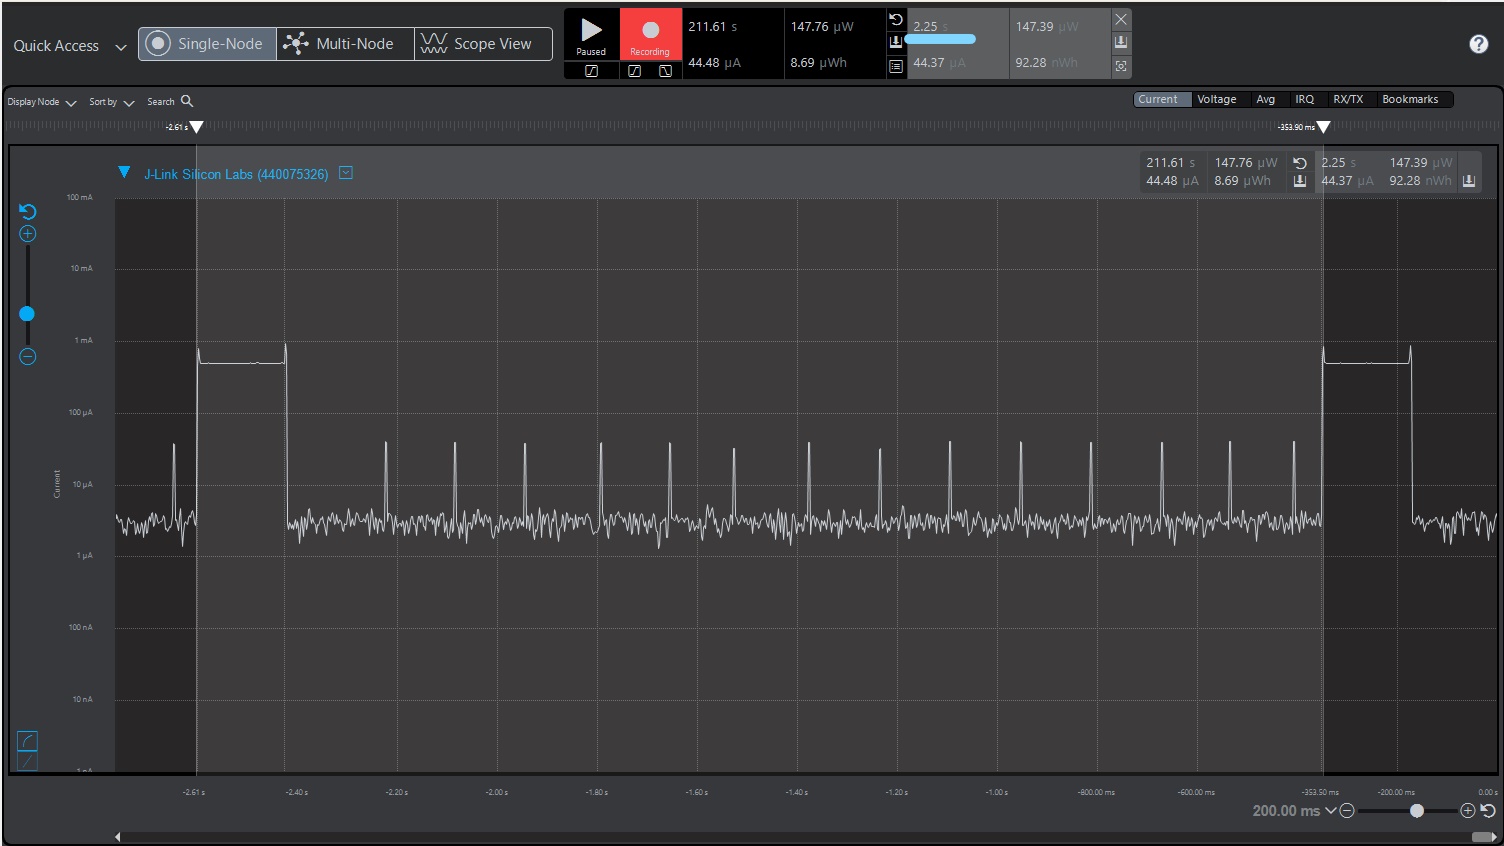 Quick Access
Single-Node
Multi-Node
Scope View
Paused
Recording
211.61 s
147.76 µW
44.48 µA
8.69 µWh
2.25 s
147.39 µW
44.37 µA
92.28 nWh
Display Node
Sort by
Search
Current
Voltage
Avg
IRQ
RX/TX
Bookmarks
-2.61 s
-353.90 ms
J-Link Silicon Labs (440075326)
211.61 s 147.76 µW 2.25 s 147.39 µW
44.48 µA 8.69 µWh 44.37 µA 92.28 nWh
100 mA
10 mA
1 mA
100 µA
10 µA
1 µA
100 nA
10 nA
Current
-2.61 s -2.40 s -2.20 s -2.00 s -1.80 s -1.60 s -1.40 s -1.20 s -1.00 s -800.00 ms -600.00 ms -353.50 ms -200.00 ms 0.00 s
200.00 ms